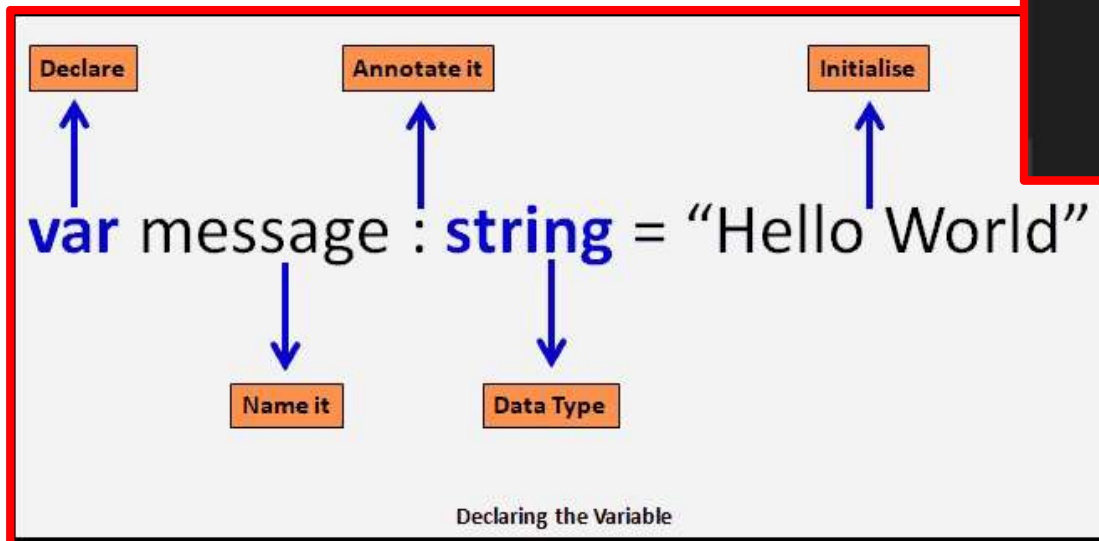 Declare Annotate it Initialise
var message : string = “Hello World”
Name it Data Type
Declaring the Variable